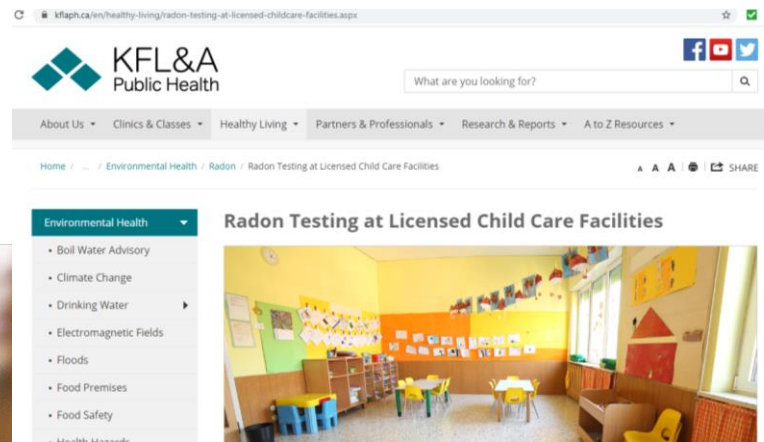 kflaph.ca/en/healthy-living/radon-testing-at-licensed-childcare-facilities.aspx
KFL&A
Public Health
What are you looking for?
About Us Clinics & Classes Healthy Living Partners & Professionals Research & Reports A to Z Resources
Home / ... / Environmental Health / Radon / Radon Testing at Licensed Child Care Facilities
A A A SHARE
Environmental Health
Radon Testing at Licensed Child Care Facilities
• Boil Water Advisory
• Climate Change
• Drinking Water
• Electromagnetic Fields
• Floods
• Food Premises
• Food Safety
• Health Hazards